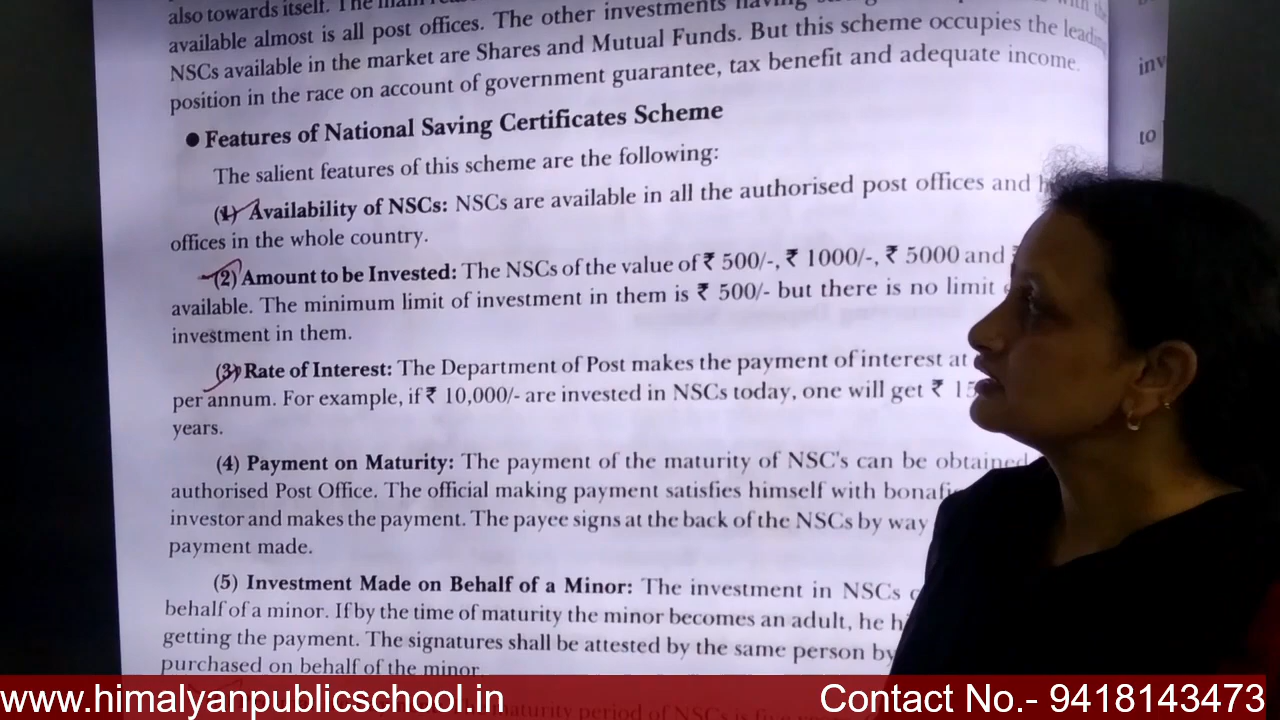 also towards itself. The main
available almost is all post offices. The other investments having
NSCs available in the market are Shares and Mutual Funds. But this scheme occupies the leading
position in the race on account of government guarantee, tax benefit and adequate income.
● Features of National Saving Certificates Scheme
The salient features of this scheme are the following:
(1) Availability of NSCs: NSCs are available in all the authorised post offices and
offices in the whole country.
(2) Amount to be Invested: The NSCs of the value of ₹ 500/-, ₹ 1000/-, ₹ 5000 and
available. The minimum limit of investment in them is ₹ 500/- but there is no limit
investment in them.
(3) Rate of Interest: The Department of Post makes the payment of interest at
per annum. For example, if ₹ 10,000/- are invested in NSCs today, one will get ₹
years.
(4) Payment on Maturity: The payment of the maturity of NSC's can be obtained
authorised Post Office. The official making payment satisfies himself with
investor and makes the payment. The payee signs at the back of the NSCs by way
payment made.
(5) Investment Made on Behalf of a Minor: The investment in NSCs
behalf of a minor. If by the time of maturity the minor becomes an adult, he
getting the payment. The signatures shall be attested by the same person by
purchased on behalf of the minor.
maturity period of NSCs is five
inv
to
www.himalyanpublicschool.in
Contact No.- 9418143473